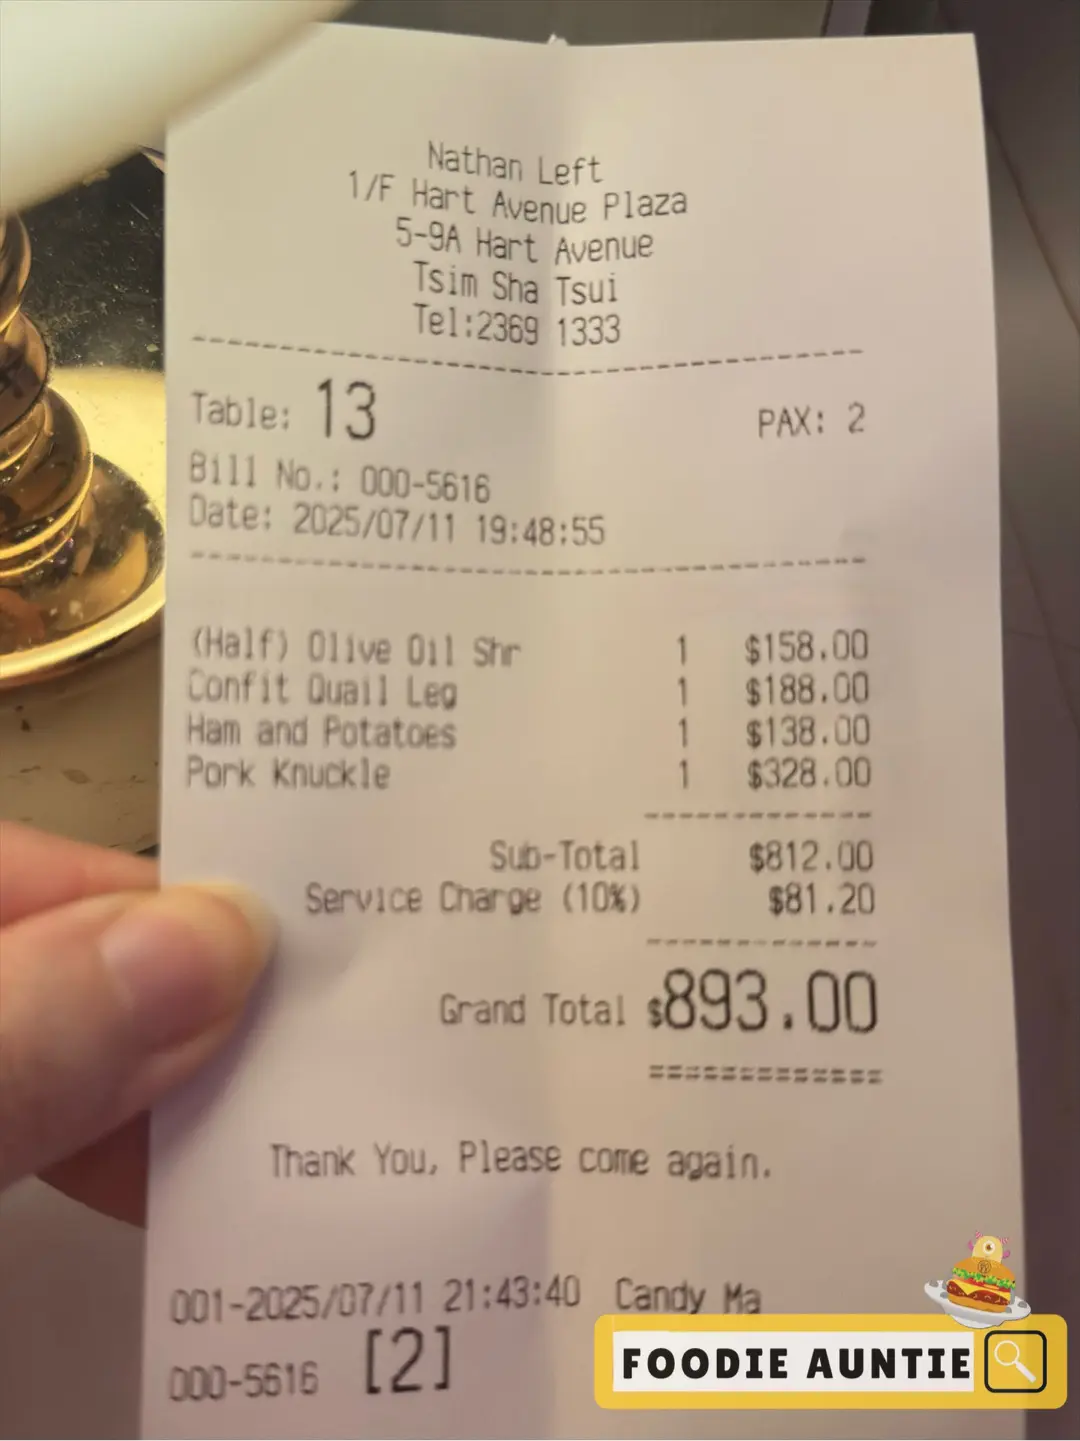 Nathan Left
1/F Hart Avenue Plaza
5-9A Hart Avenue
Tsim Sha Tsui
Tel:2369 1333
Table: 13 PAX: 2
Bill No.: 000-5616
Date: 2025/07/11 19:48:55
(Half) Olive Oil Shr 1 $158.00
Confit Quail Leg 1 $188.00
Ham and Potatoes 1 $138.00
Pork Knuckle 1 $328.00
Sub-Total $812.00
Service Charge (10%) $81.20
Grand Total $893.00
Thank You, Please come again.
001-2025/07/11 21:43:40 Candy Ma
000-5616 [2]
FOODIE AUNTIE